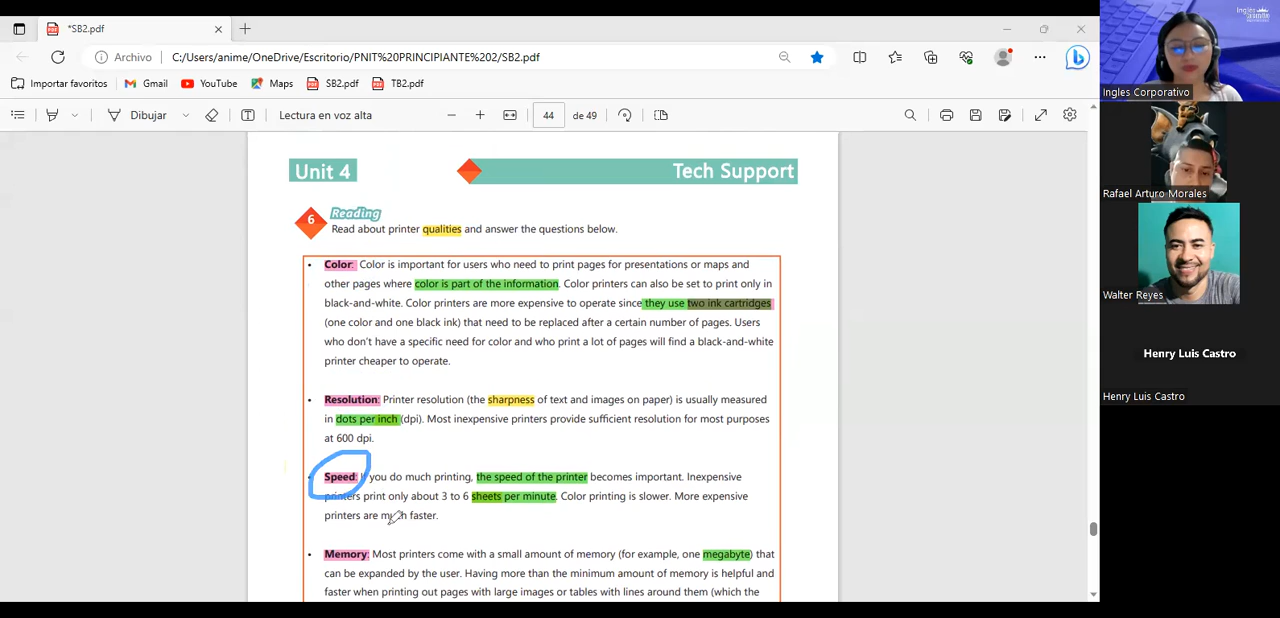 *SB2.pdf
Archivo C:/Users/anime/OneDrive/Escritorio/PNIT%20PRINCIPIANTE%202/SB2.pdf
Importar favoritos Gmail YouTube Maps SB2.pdf TB2.pdf
Dibujar Lectura en voz alta 44 de 49
Unit 4 Tech Support
6 Reading
Read about printer qualities and answer the questions below.
• Color: Color is important for users who need to print pages for presentations or maps and
other pages where color is part of the information. Color printers can also be set to print only in
black-and-white. Color printers are more expensive to operate since they use two ink cartridges
(one color and one black ink) that need to be replaced after a certain number of pages. Users
who don't have a specific need for color and who print a lot of pages will find a black-and-white
printer cheaper to operate.
• Resolution: Printer resolution (the sharpness of text and images on paper) is usually measured
in dots per inch (dpi). Most inexpensive printers provide sufficient resolution for most purposes
at 600 dpi.
• Speed: If you do much printing, the speed of the printer becomes important. Inexpensive
printers print only about 3 to 6 sheets per minute. Color printing is slower. More expensive
printers are much faster.
• Memory: Most printers come with a small amount of memory (for example, one megabyte) that
can be expanded by the user. Having more than the minimum amount of memory is helpful and
faster when printing out pages with large images or tables with lines around them (which the
Ingles
Ingles Corporativo
Rafael Arturo Morales
Walter Reyes
Henry Luis Castro
Henry Luis Castro